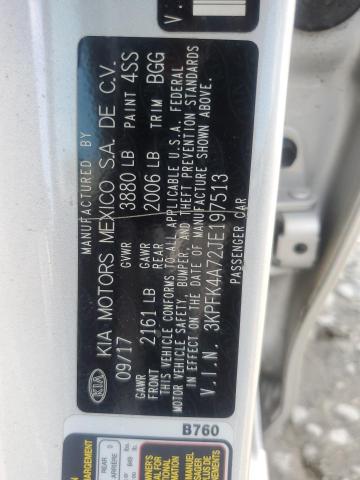 MANUFACTURED BY
KIA MOTORS MEXICO S.A. DE C.V.
09/17 GVWR 3880 LB PAINT 4SS
GAWR FRONT 2161 LB GAWR REAR 2006 LB TRIM BGG
THIS VEHICLE CONFORMS TO ALL APPLICABLE U.S.A. FEDERAL
MOTOR VEHICLE SAFETY, BUMPER, AND THEFT PREVENTION STANDARDS
IN EFFECT ON THE DATE OF MANUFACTURE SHOWN ABOVE.
V.I.N. 3KPFK4A72JE197513
PASSENGER CAR
KIA
B760
V.